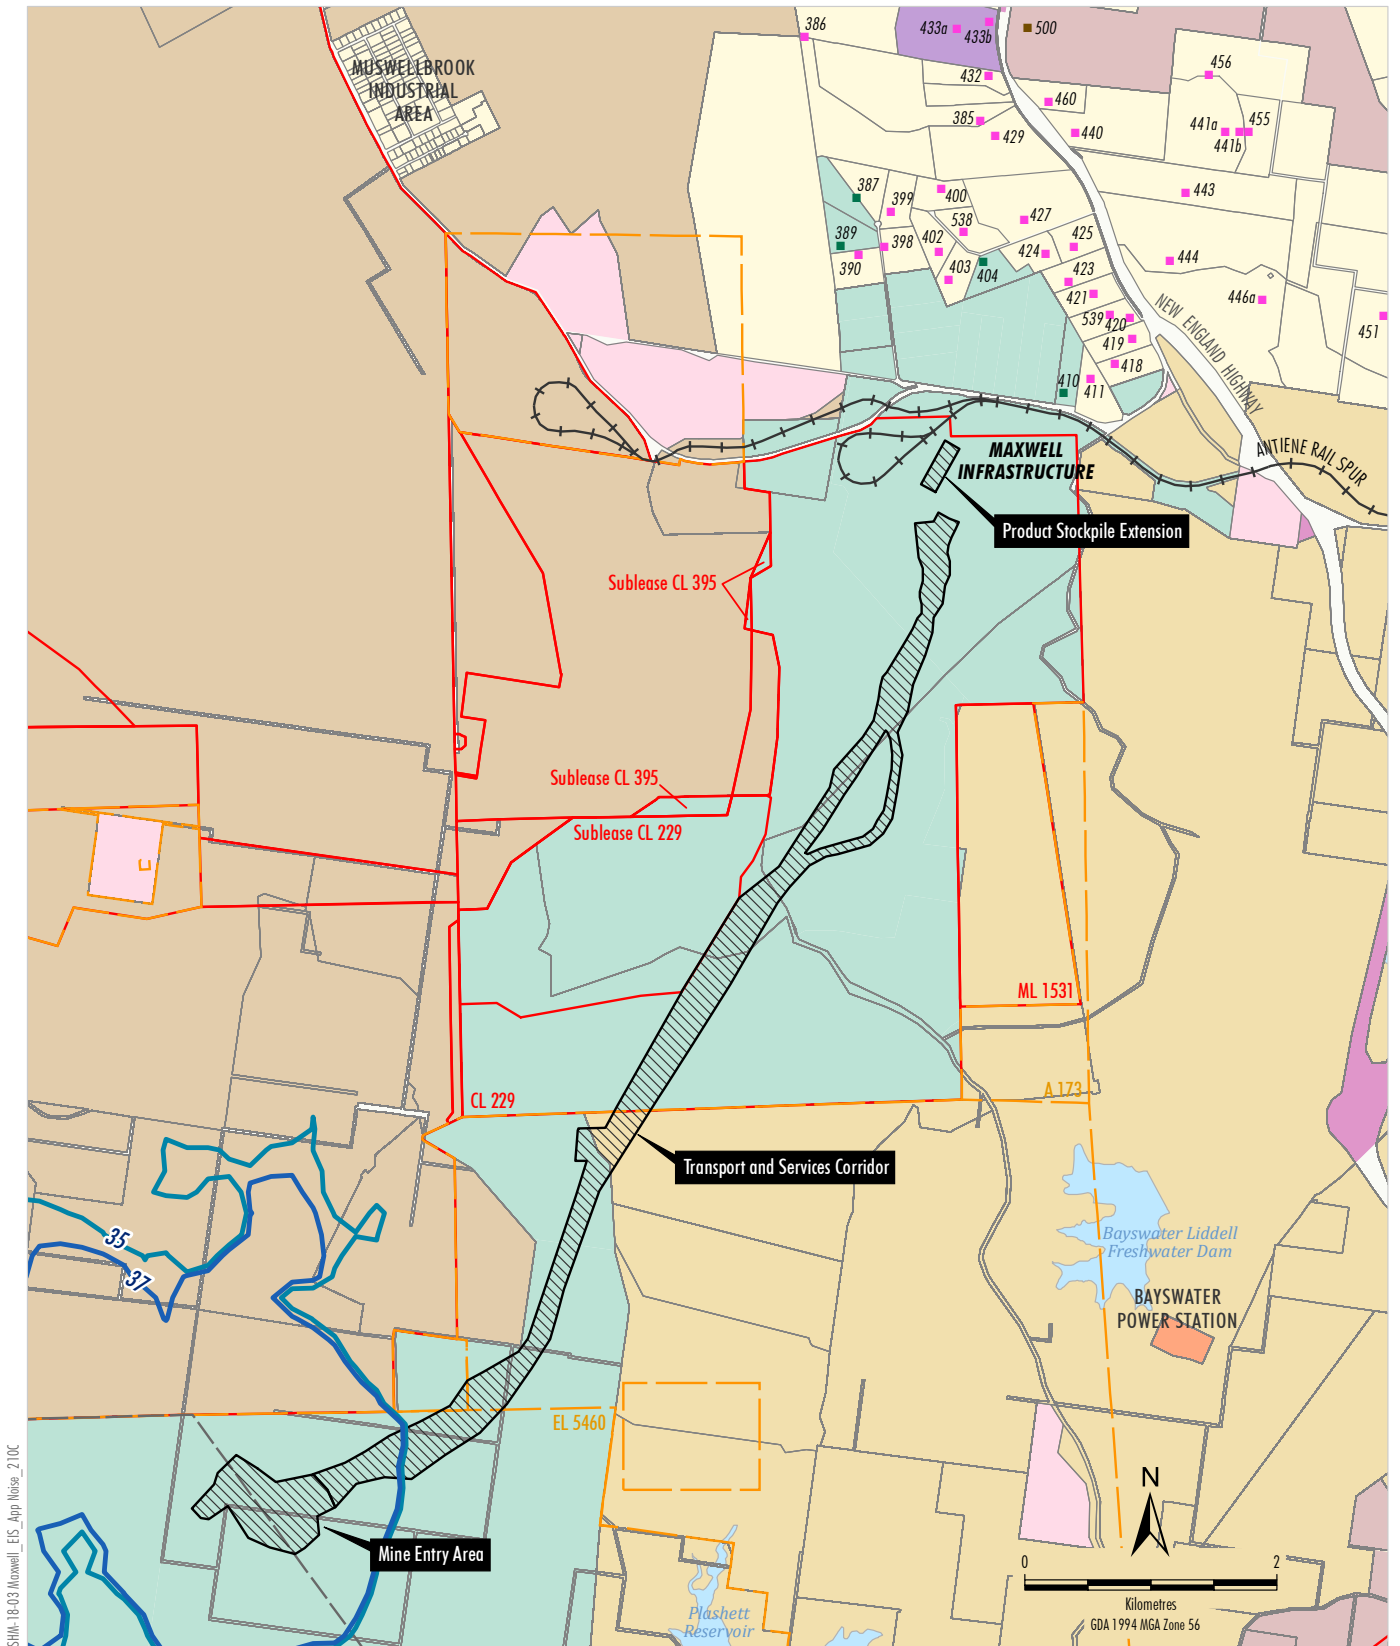 386
433a
433b
500
432
456
460
385
429
440
441a
455
441b
MUSWELLBROOK
INDUSTRIAL
AREA
387
399
400
443
538
427
389
398
402
424
425
444
390
403
404
423
421
446a
539
420
419
451
418
410
411
NEW ENGLAND HIGHWAY
ANTIENE RAIL SPUR
MAXWELL
INFRASTRUCTURE
Product Stockpile Extension
Sublease CL 395
Sublease CL 395
Sublease CL 229
ML 1531
A 173
CL 229
Transport and Services Corridor
35
37
Bayswater Liddell
Freshwater Dam
BAYSWATER
POWER STATION
EL 5460
Mine Entry Area
Plashett
Reservoir
N
0
2
Kilometres
GDA 1994 MGA Zone 56
SHM-18-03 Maxwell_EIS_App Noise_210C